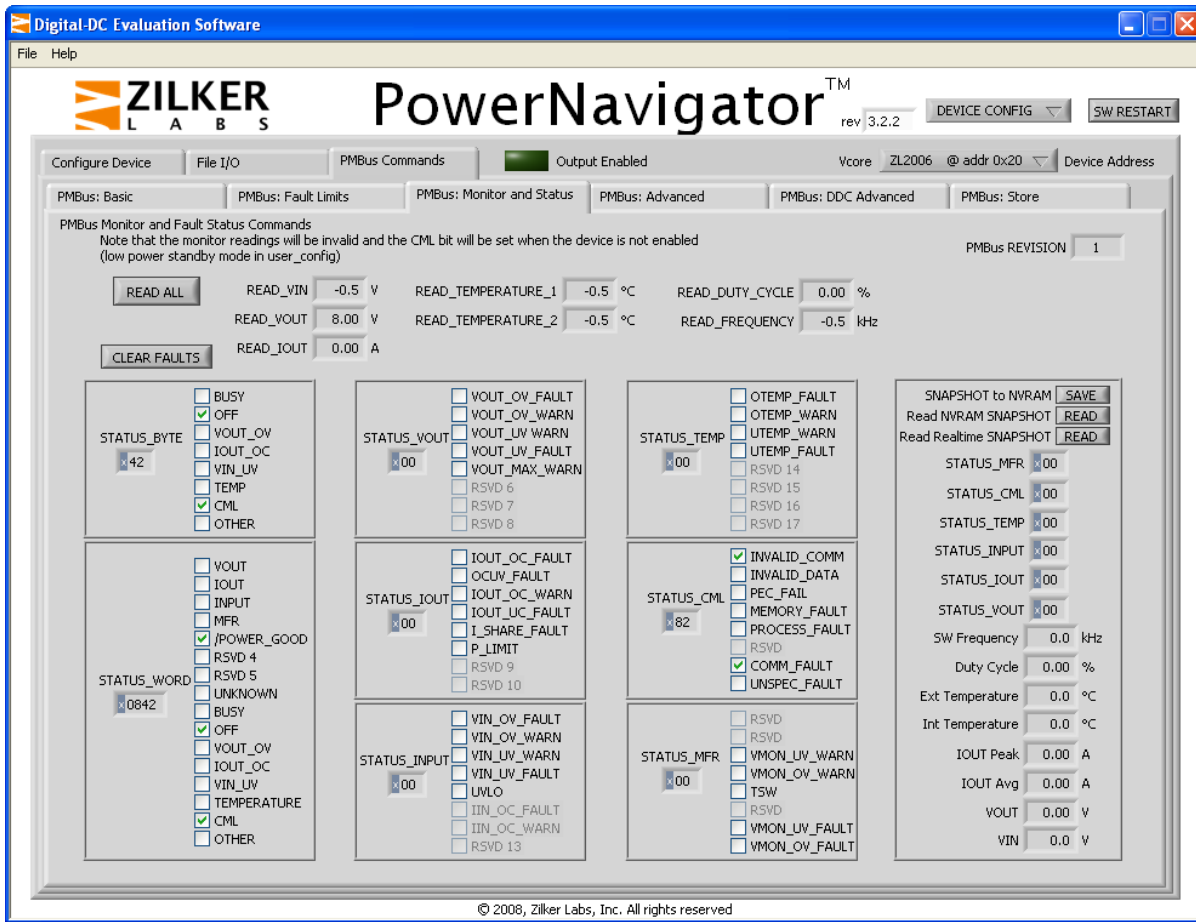 Digital-DC Evaluation Software
File Help
ZILKER
LABS
PowerNavigator™
rev 3.2.2
DEVICE CONFIG
SW RESTART
Configure Device
File I/O
PMBus Commands
Output Enabled
Vcore
ZL2006 @ addr 0x20
Device Address
PMBus: Basic
PMBus: Fault Limits
PMBus: Monitor and Status
PMBus: Advanced
PMBus: DDC Advanced
PMBus: Store
PMBus Monitor and Fault Status Commands
Note that the monitor readings will be invalid and the CML bit will be set when the device is not enabled
(low power standby mode in user_config)
PMBus REVISION 1
READ ALL
CLEAR FAULTS
READ_VIN -0.5 V
READ_VOUT 8.00 V
READ_IOUT 0.00 A
READ_TEMPERATURE_1 -0.5 °C
READ_TEMPERATURE_2 -0.5 °C
READ_DUTY_CYCLE 0.00 %
READ_FREQUENCY -0.5 kHz
STATUS_BYTE
x42
BUSY
OFF
VOUT_OV
IOUT_OC
VIN_UV
TEMP
CML
OTHER
STATUS_WORD
x0842
VOUT
IOUT
INPUT
MFR
/POWER_GOOD
RSVD 4
RSVD 5
UNKNOWN
BUSY
OFF
VOUT_OV
IOUT_OC
VIN_UV
TEMPERATURE
CML
OTHER
STATUS_VOUT
x00
VOUT_OV_FAULT
VOUT_OV_WARN
VOUT_UV WARN
VOUT_UV_FAULT
VOUT_MAX_WARN
RSVD 6
RSVD 7
RSVD 8
STATUS_IOUT
x00
IOUT_OC_FAULT
OCUV_FAULT
IOUT_OC_WARN
IOUT_UC_FAULT
I_SHARE_FAULT
P_LIMIT
RSVD 9
RSVD 10
STATUS_INPUT
x00
VIN_OV_FAULT
VIN_OV_WARN
VIN_UV_WARN
VIN_UV_FAULT
UVLO
IIN_OC_FAULT
IIN_OC_WARN
RSVD 13
STATUS_TEMP
x00
OTEMP_FAULT
OTEMP_WARN
UTEMP_WARN
UTEMP_FAULT
RSVD 14
RSVD 15
RSVD 16
RSVD 17
STATUS_CML
x82
INVALID_COMM
INVALID_DATA
PEC_FAIL
MEMORY_FAULT
PROCESS_FAULT
RSVD
COMM_FAULT
UNSPEC_FAULT
STATUS_MFR
x00
RSVD
RSVD
VMON_UV_WARN
VMON_OV_WARN
TSW
RSVD
VMON_UV_FAULT
VMON_OV_FAULT
SNAPSHOT to NVRAM SAVE
Read NVRAM SNAPSHOT READ
Read Realtime SNAPSHOT READ
STATUS_MFR x00
STATUS_CML x00
STATUS_TEMP x00
STATUS_INPUT x00
STATUS_IOUT x00
STATUS_VOUT x00
SW Frequency 0.0 kHz
Duty Cycle 0.00 %
Ext Temperature 0.0 °C
Int Temperature 0.0 °C
IOUT Peak 0.00 A
IOUT Avg 0.00 A
VOUT 0.00 V
VIN 0.0 V
© 2008, Zilker Labs, Inc. All rights reserved